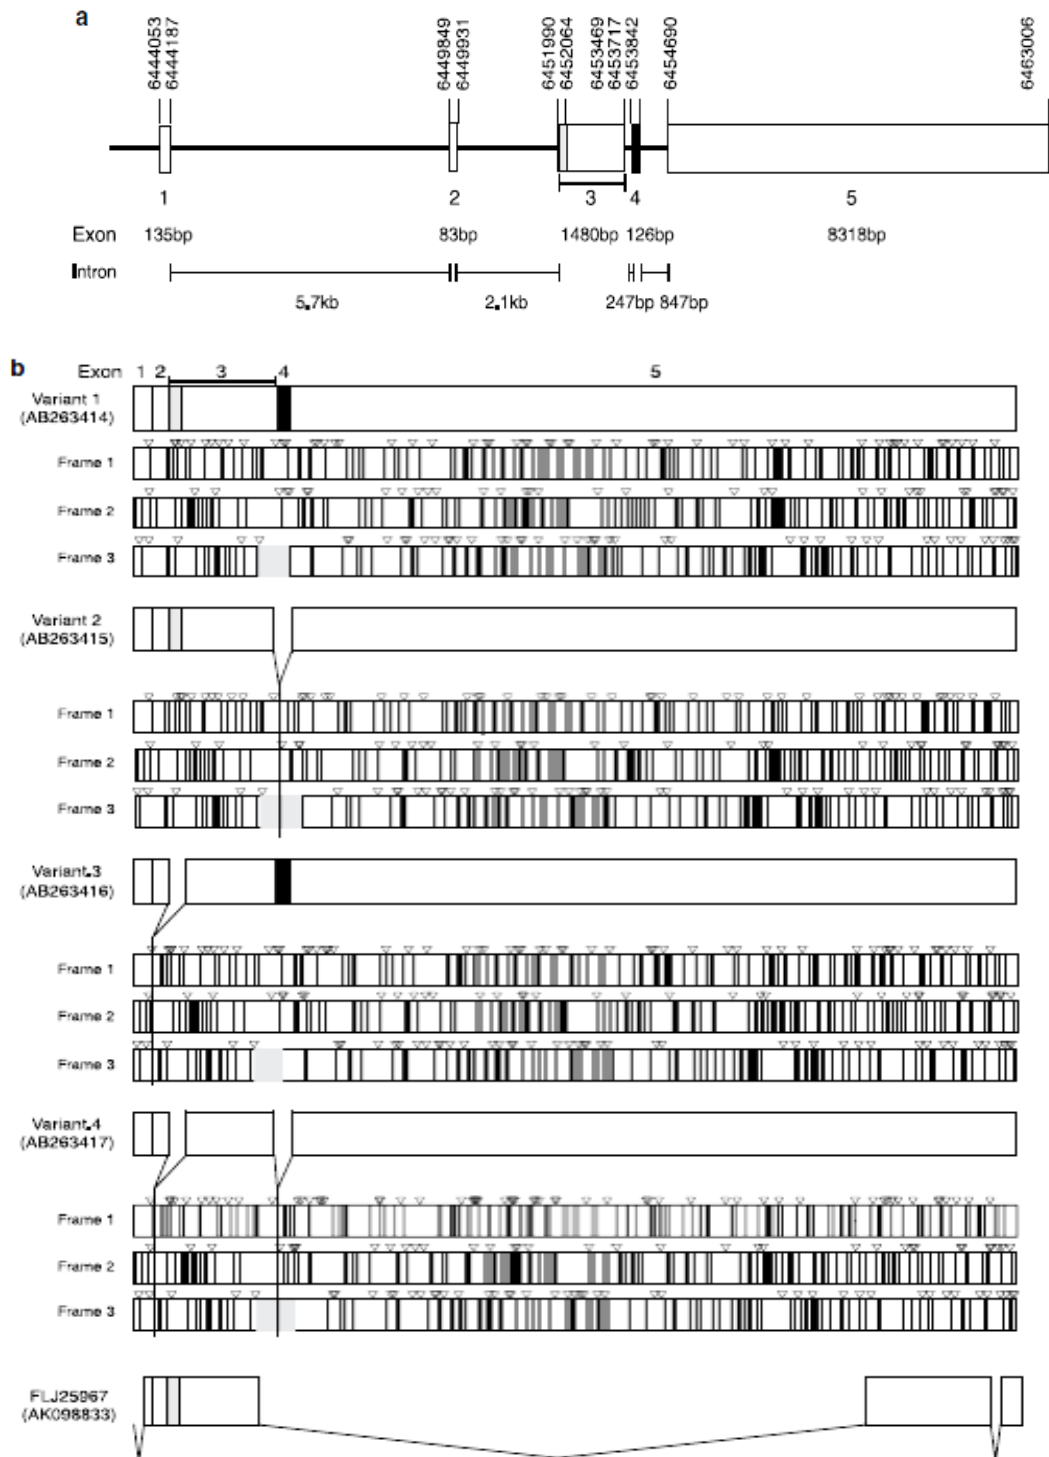 a
6444053
6444187
6449849
6449931
6451990
6452064
6453469
6453717
6453842
6454690
6463006
1 2 3 4 5
Exon 135bp 83bp 1480bp 126bp 8318bp
Intron
5.7kb 2.1kb 247bp 847bp
b
Exon 1 2 3 4 5
Variant 1
(AB263414)
Frame 1
Frame 2
Frame 3
Variant 2
(AB263415)
Frame 1
Frame 2
Frame 3
Variant.3
(AB263416)
Frame 1
Frame 2
Frame 3
Variant.4
(AB263417)
Frame 1
Frame 2
Frame 3
FLJ25967
(AK098833)